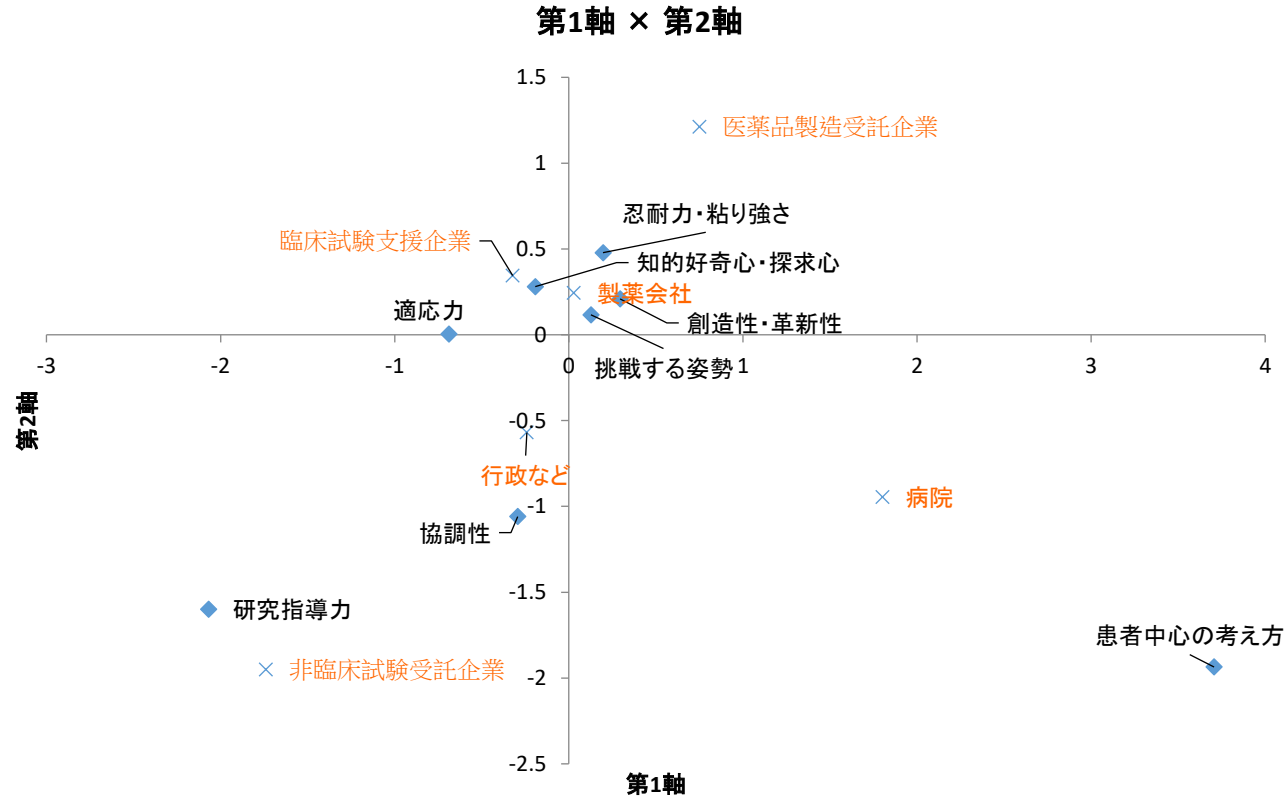 第1軸 × 第2軸
1.5
医薬品製造受託企業
1
忍耐力・粘り強さ
臨床試験支援企業
0.5
知的好奇心・探求心
製薬会社
適応力
創造性・革新性
0
-3
-2
-1
0
挑戦する姿勢
1
2
3
4
第2軸
-0.5
行政など
-1
病院
協調性
研究指導力
-1.5
患者中心の考え方
非臨床試験受託企業
-2
-2.5
第1軸